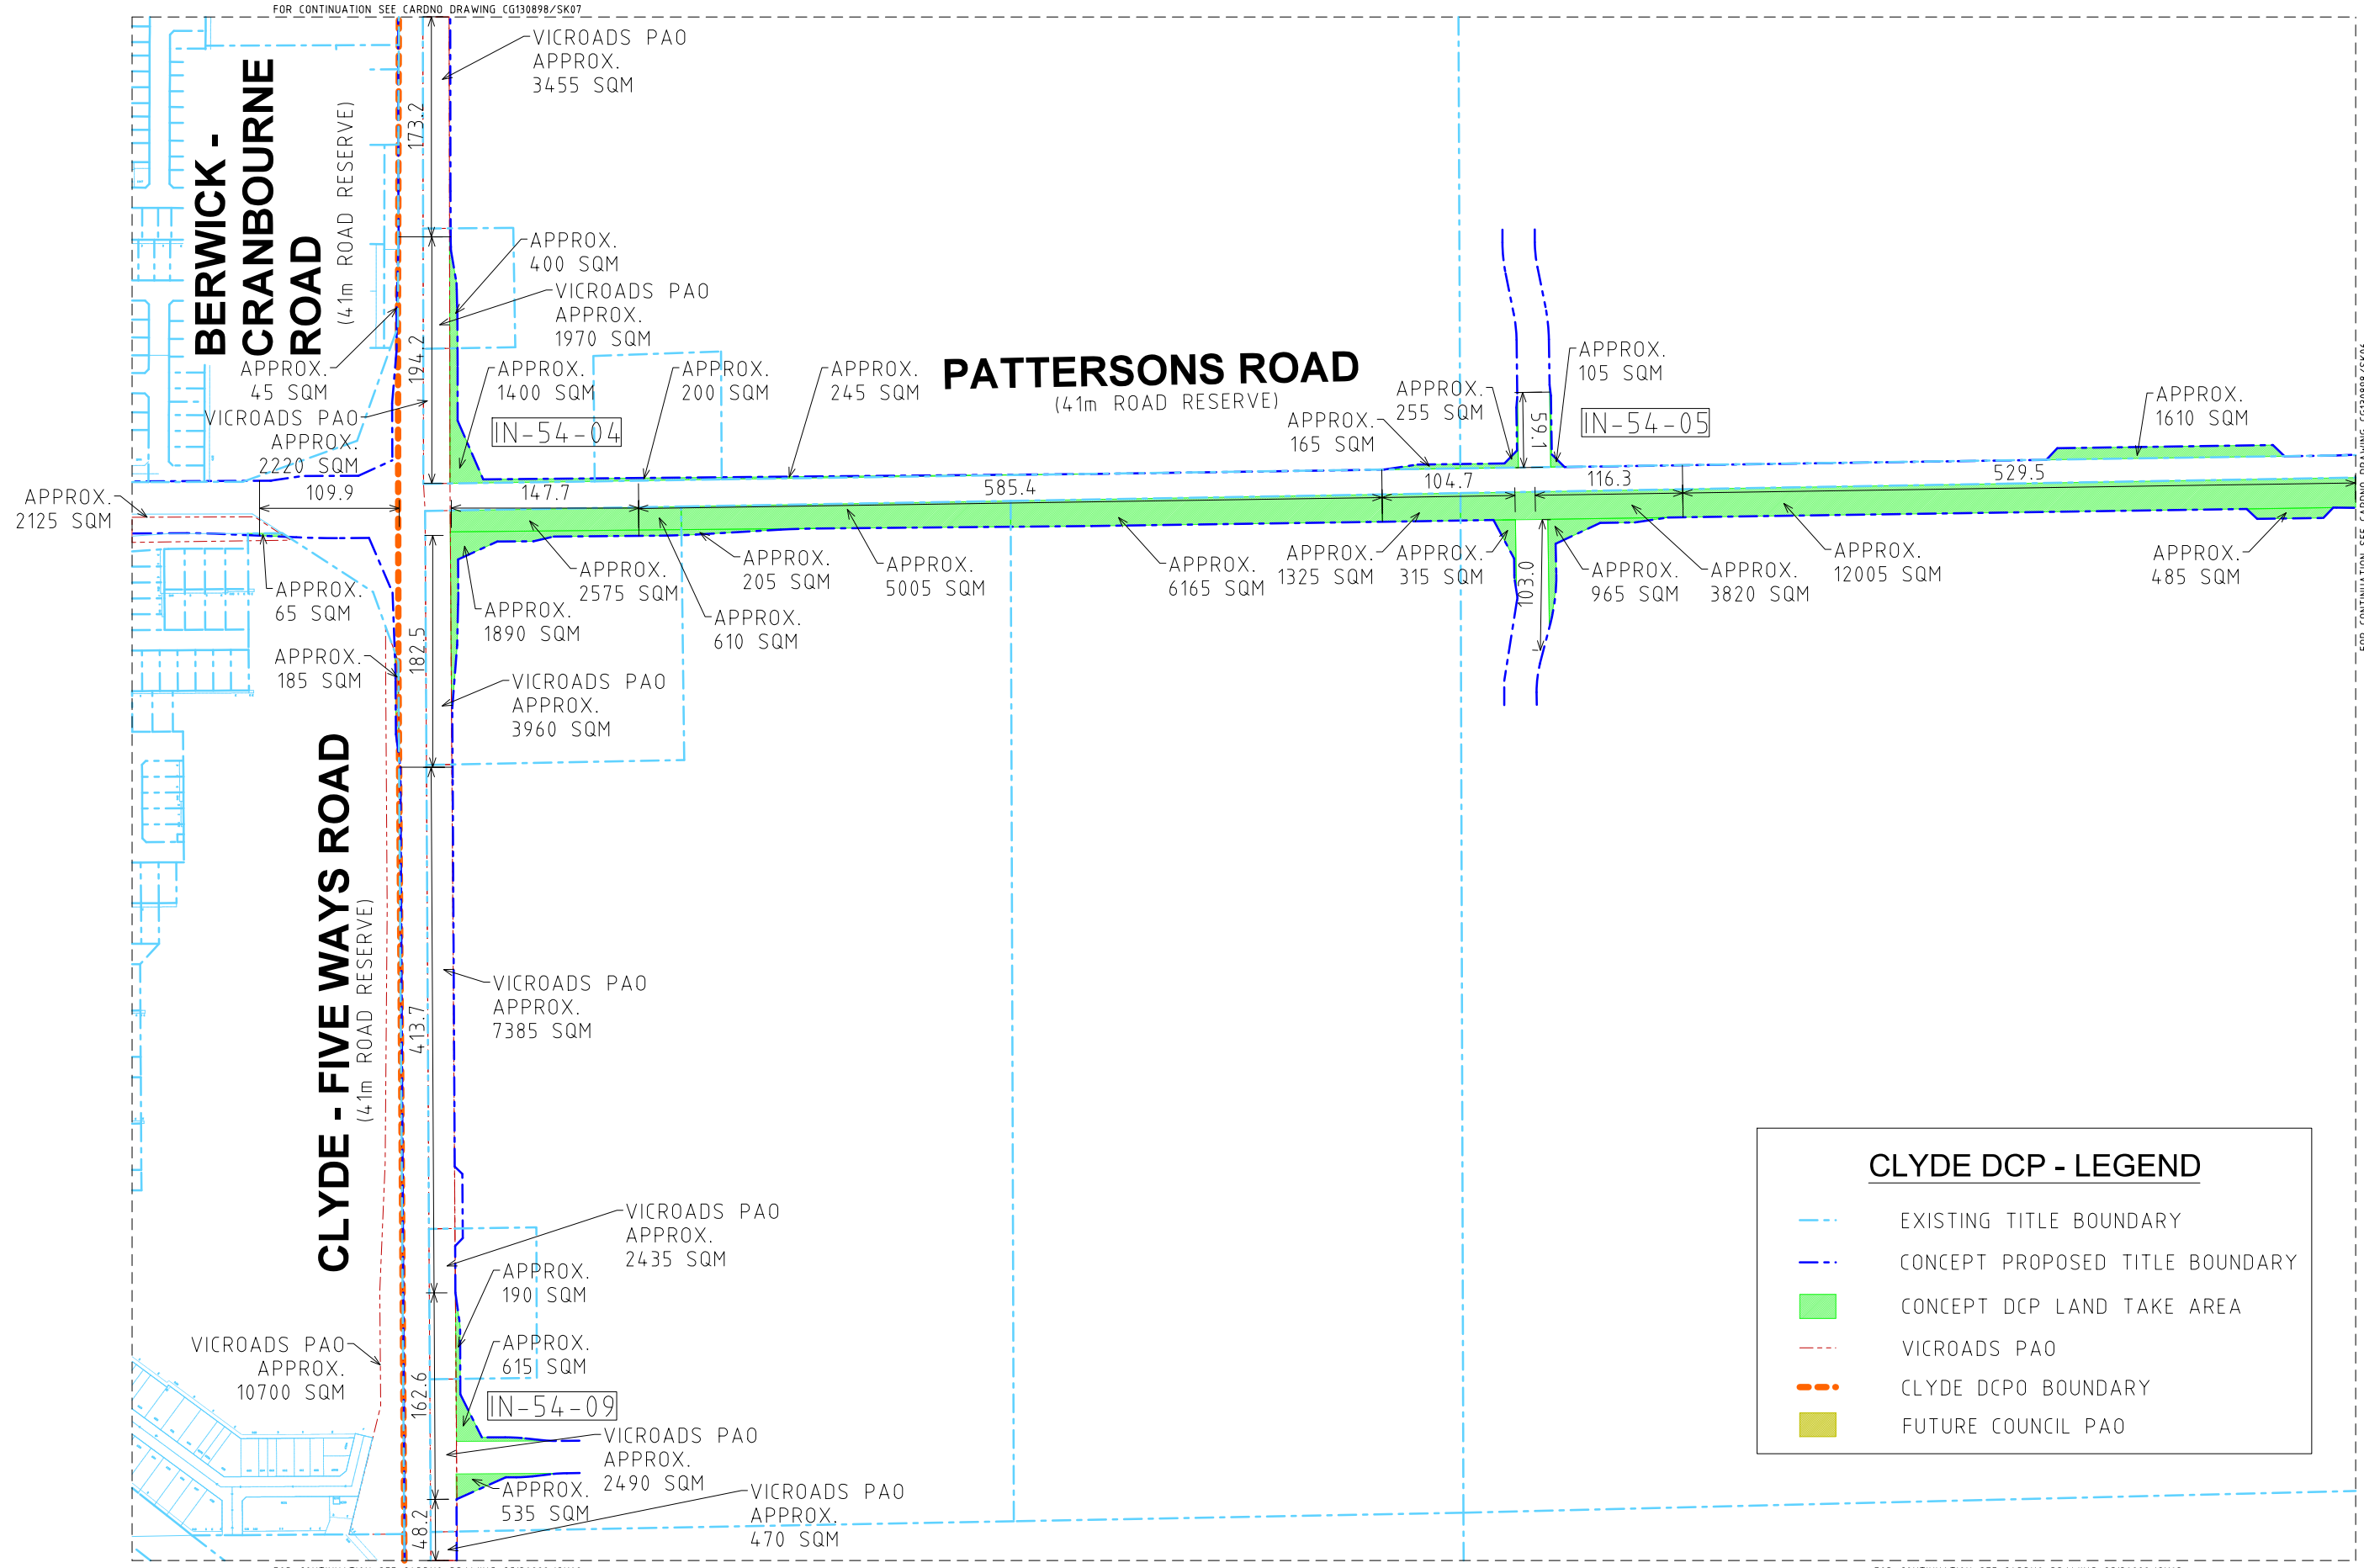 FOR CONTINUATION SEE CARDNO DRAWING CG130898/SK07
BERWICK -
CRANBOURNE
ROAD
(41m ROAD RESERVE)
VICROADS PAO
APPROX.
3455 SQM
173.2
APPROX.
400 SQM
VICROADS PAO
APPROX.
1970 SQM
194.2
APPROX.
45 SQM
VICROADS PAO
APPROX.
2220 SQM
APPROX.
1400 SQM
IN-54-04
APPROX.
200 SQM
APPROX.
245 SQM
PATTERSONS ROAD
(41m ROAD RESERVE)
APPROX.
165 SQM
APPROX.
255 SQM
59.1
APPROX.
105 SQM
IN-54-05
APPROX.
1610 SQM
APPROX.
2125 SQM
109.9
147.7
585.4
104.7
116.3
529.5
APPROX.
65 SQM
APPROX.
185 SQM
182.5
APPROX.
1890 SQM
APPROX.
2575 SQM
APPROX.
610 SQM
APPROX.
205 SQM
APPROX.
5005 SQM
APPROX.
6165 SQM
APPROX.
1325 SQM
APPROX.
315 SQM
103.0
APPROX.
965 SQM
APPROX.
3820 SQM
APPROX.
12005 SQM
APPROX.
485 SQM
VICROADS PAO
APPROX.
3960 SQM
CLYDE - FIVE WAYS ROAD
(41m ROAD RESERVE)
413.7
VICROADS PAO
APPROX.
7385 SQM
VICROADS PAO
APPROX.
2435 SQM
APPROX.
190 SQM
APPROX.
615 SQM
VICROADS PAO
APPROX.
10700 SQM
162.6
IN-54-09
VICROADS PAO
APPROX.
2490 SQM
APPROX.
535 SQM
VICROADS PAO
APPROX.
470 SQM
48.2
CLYDE DCP - LEGEND
EXISTING TITLE BOUNDARY
CONCEPT PROPOSED TITLE BOUNDARY
CONCEPT DCP LAND TAKE AREA
VICROADS PAO
CLYDE DCPO BOUNDARY
FUTURE COUNCIL PAO
FOR CONTINUATION SEE CARDNO DRAWING CG130898/SK06